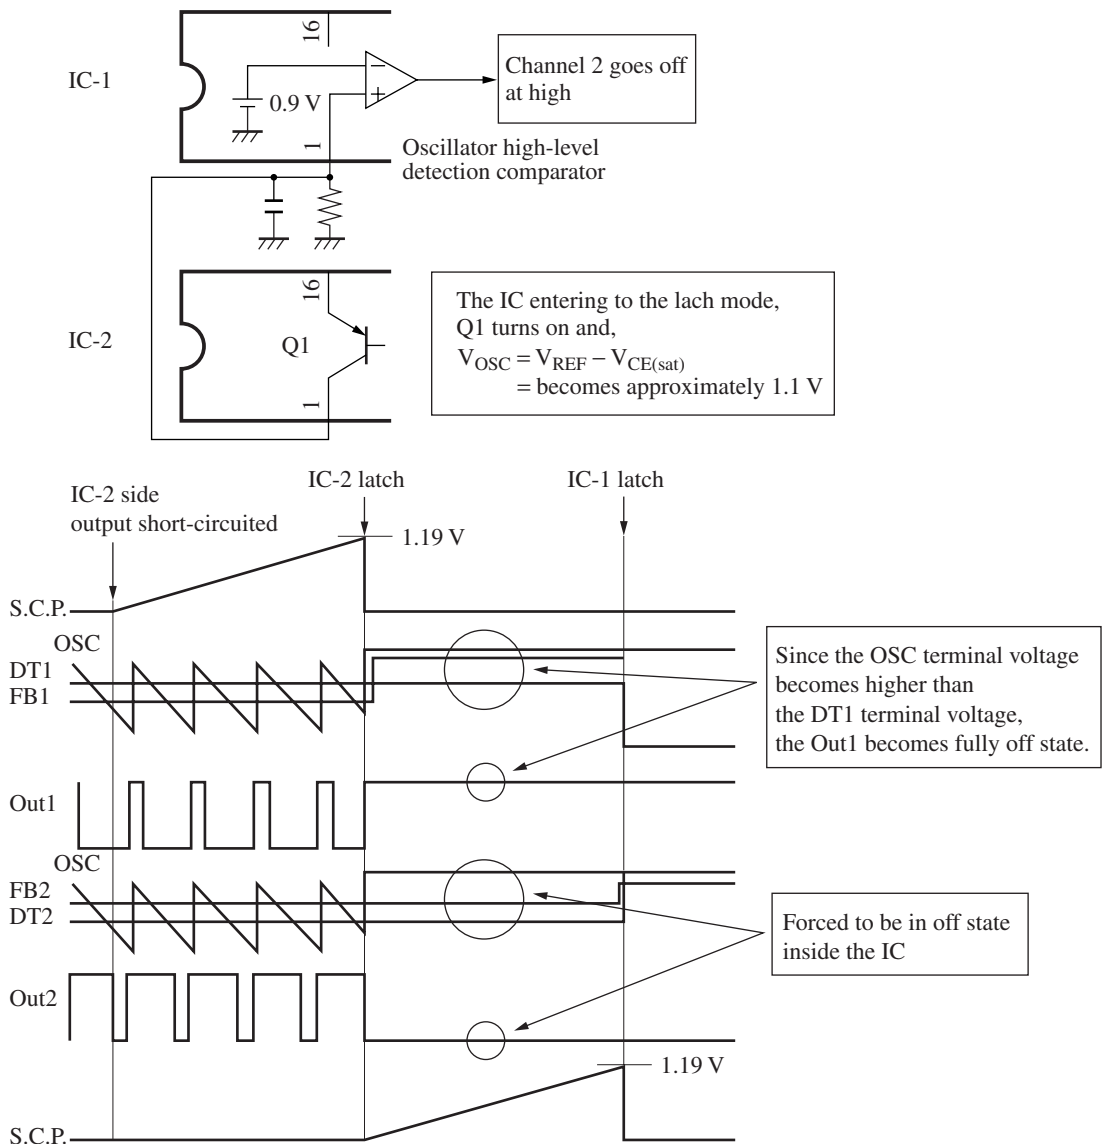 16
IC-1
0.9 V
1
Channel 2 goes off
at high
Oscillator high-level
detection comparator
16
IC-2
Q1
1
The IC entering to the lach mode,
Q1 turns on and,
VOSC = VREF − VCE(sat)
= becomes approximately 1.1 V
IC-2 side
output short-circuited
IC-2 latch
IC-1 latch
1.19 V
S.C.P.
OSC
DT1
FB1
Since the OSC terminal voltage
becomes higher than
the DT1 terminal voltage,
the Out1 becomes fully off state.
Out1
OSC
FB2
DT2
Forced to be in off state
inside the IC
Out2
1.19 V
S.C.P.